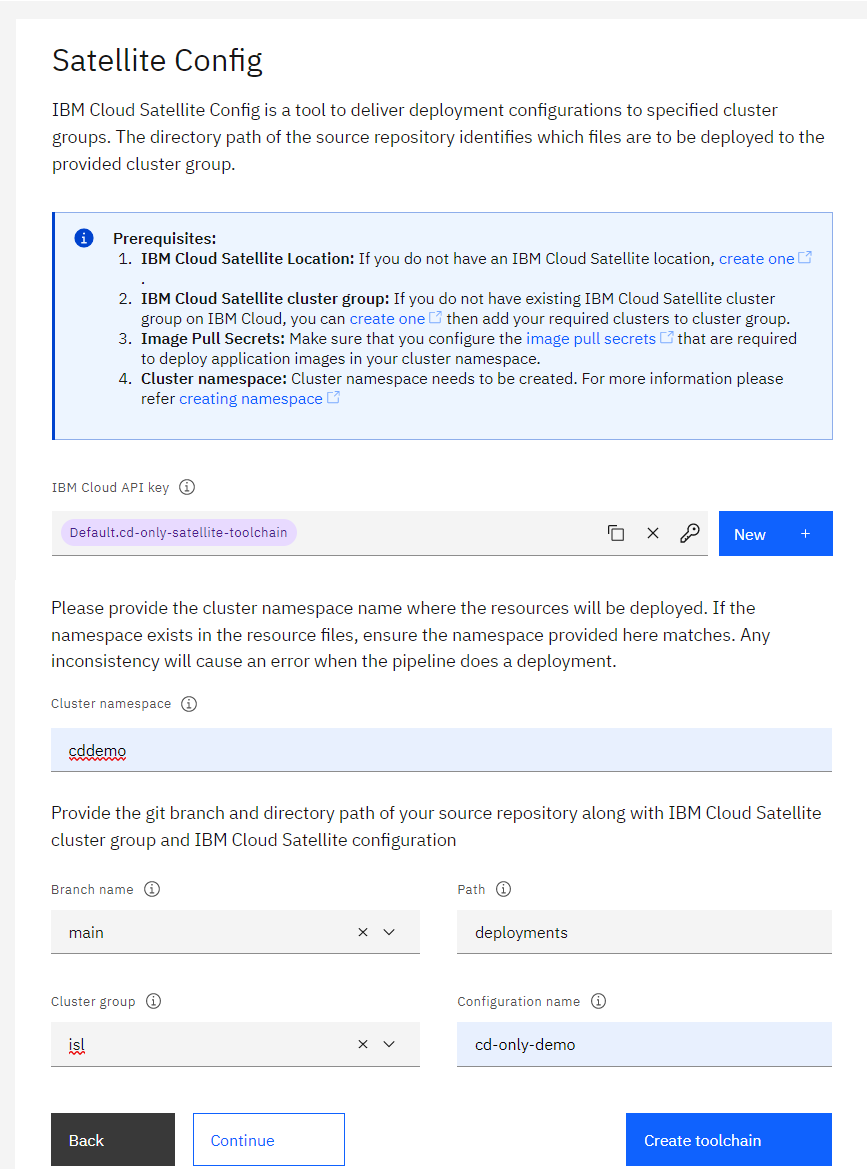 Satellite Config
IBM Cloud Satellite Config is a tool to deliver deployment configurations to specified cluster
groups. The directory path of the source repository identifies which files are to be deployed to the
provided cluster group.
Prerequisites:
1. IBM Cloud Satellite Location: If you do not have an IBM Cloud Satellite location, create one
.
2. IBM Cloud Satellite cluster group: If you do not have existing IBM Cloud Satellite cluster
group on IBM Cloud, you can create one then add your required clusters to cluster group.
3. Image Pull Secrets: Make sure that you configure the image pull secrets that are required
to deploy application images in your cluster namespace.
4. Cluster namespace: Cluster namespace needs to be created. For more information please
refer creating namespace
IBM Cloud API key
Default.cd-only-satellite-toolchain
New +
Please provide the cluster namespace name where the resources will be deployed. If the
namespace exists in the resource files, ensure the namespace provided here matches. Any
inconsistency will cause an error when the pipeline does a deployment.
Cluster namespace
cddemo
Provide the git branch and directory path of your source repository along with IBM Cloud Satellite
cluster group and IBM Cloud Satellite configuration
Branch name
Path
main
deployments
Cluster group
Configuration name
isl
cd-only-demo
Back
Continue
Create toolchain